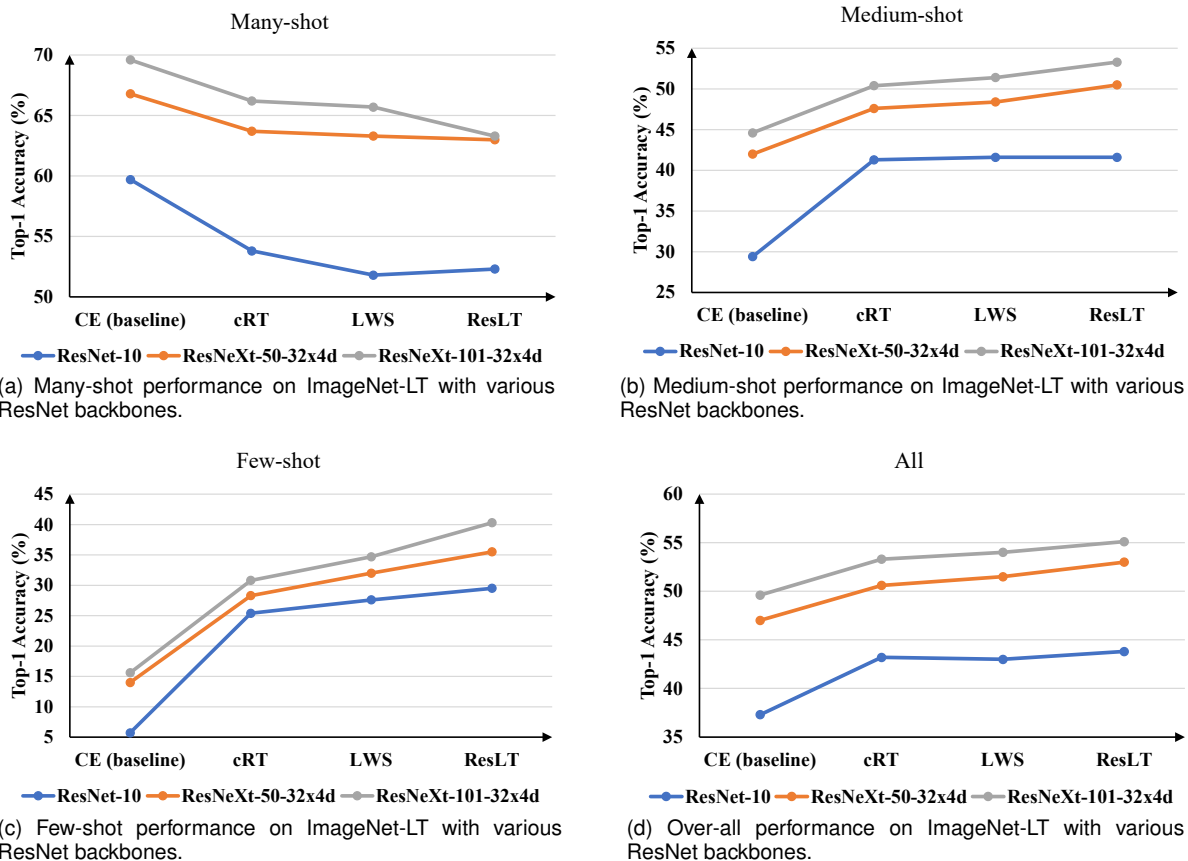 Many-shot
70
65
60
55
50
Top-1 Accuracy (%)
CE (baseline) cRT LWS ResLT
ResNet-10 ResNeXt-50-32x4d ResNeXt-101-32x4d
(a) Many-shot performance on ImageNet-LT with various
ResNet backbones.
Medium-shot
55
50
45
40
35
30
25
Top-1 Accuracy (%)
CE (baseline) cRT LWS ResLT
ResNet-10 ResNeXt-50-32x4d ResNeXt-101-32x4d
(b) Medium-shot performance on ImageNet-LT with various
ResNet backbones.
Few-shot
45
40
35
30
25
20
15
10
5
Top-1 Accuracy (%)
CE (baseline) cRT LWS ResLT
ResNet-10 ResNeXt-50-32x4d ResNeXt-101-32x4d
(c) Few-shot performance on ImageNet-LT with various
ResNet backbones.
All
60
55
50
45
40
35
Top-1 Accuracy (%)
CE (baseline) cRT LWS ResLT
ResNet-10 ResNeXt-50-32x4d ResNeXt-101-32x4d
(d) Over-all performance on ImageNet-LT with various
ResNet backbones.